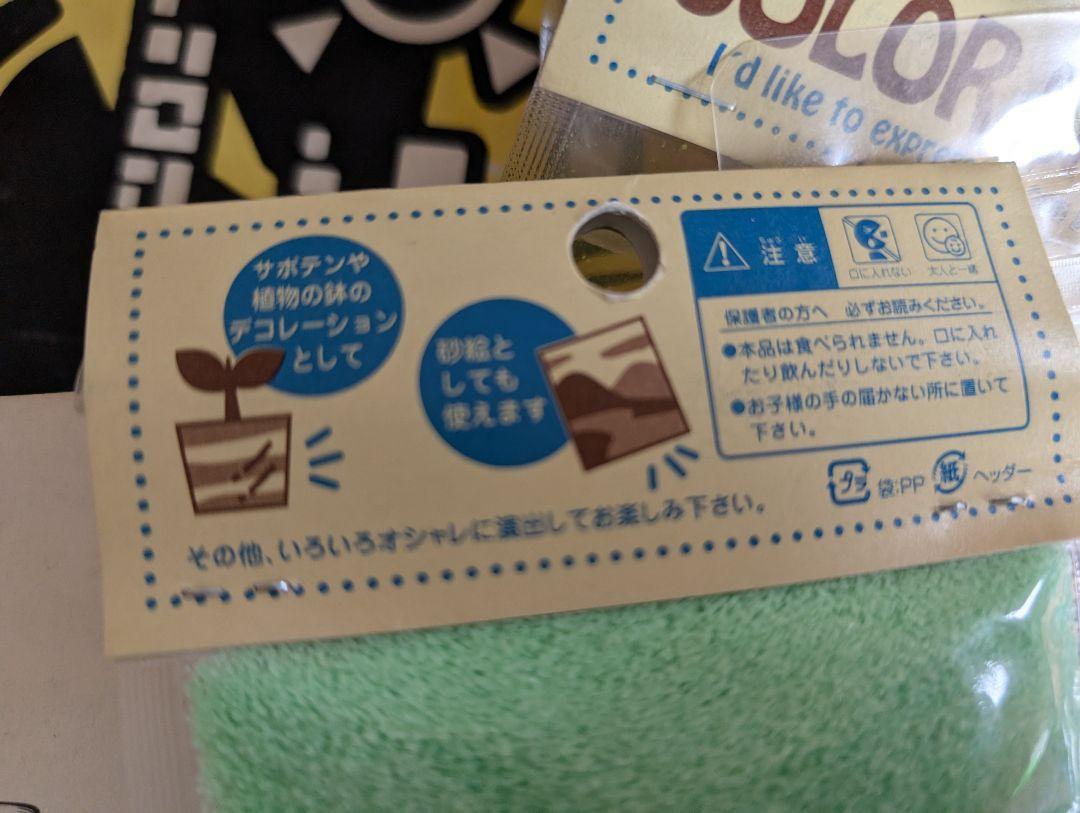 COLOR
I'd like to expre
サボテンや
植物の鉢の
デコレーション
として
砂絵と
しても
使えます
ちゅう い
注意
口に入れない
大人と一緒
保護者の方へ 必ずお読みください。
●本品は食べられません。口に入れ
たり飲んだりしないで下さい。
●お子様の手の届かない所に置いて
下さい。
プラ 袋:PP 紙 ヘッダー
その他、いろいろオシャレに演出してお楽しみ下さい。